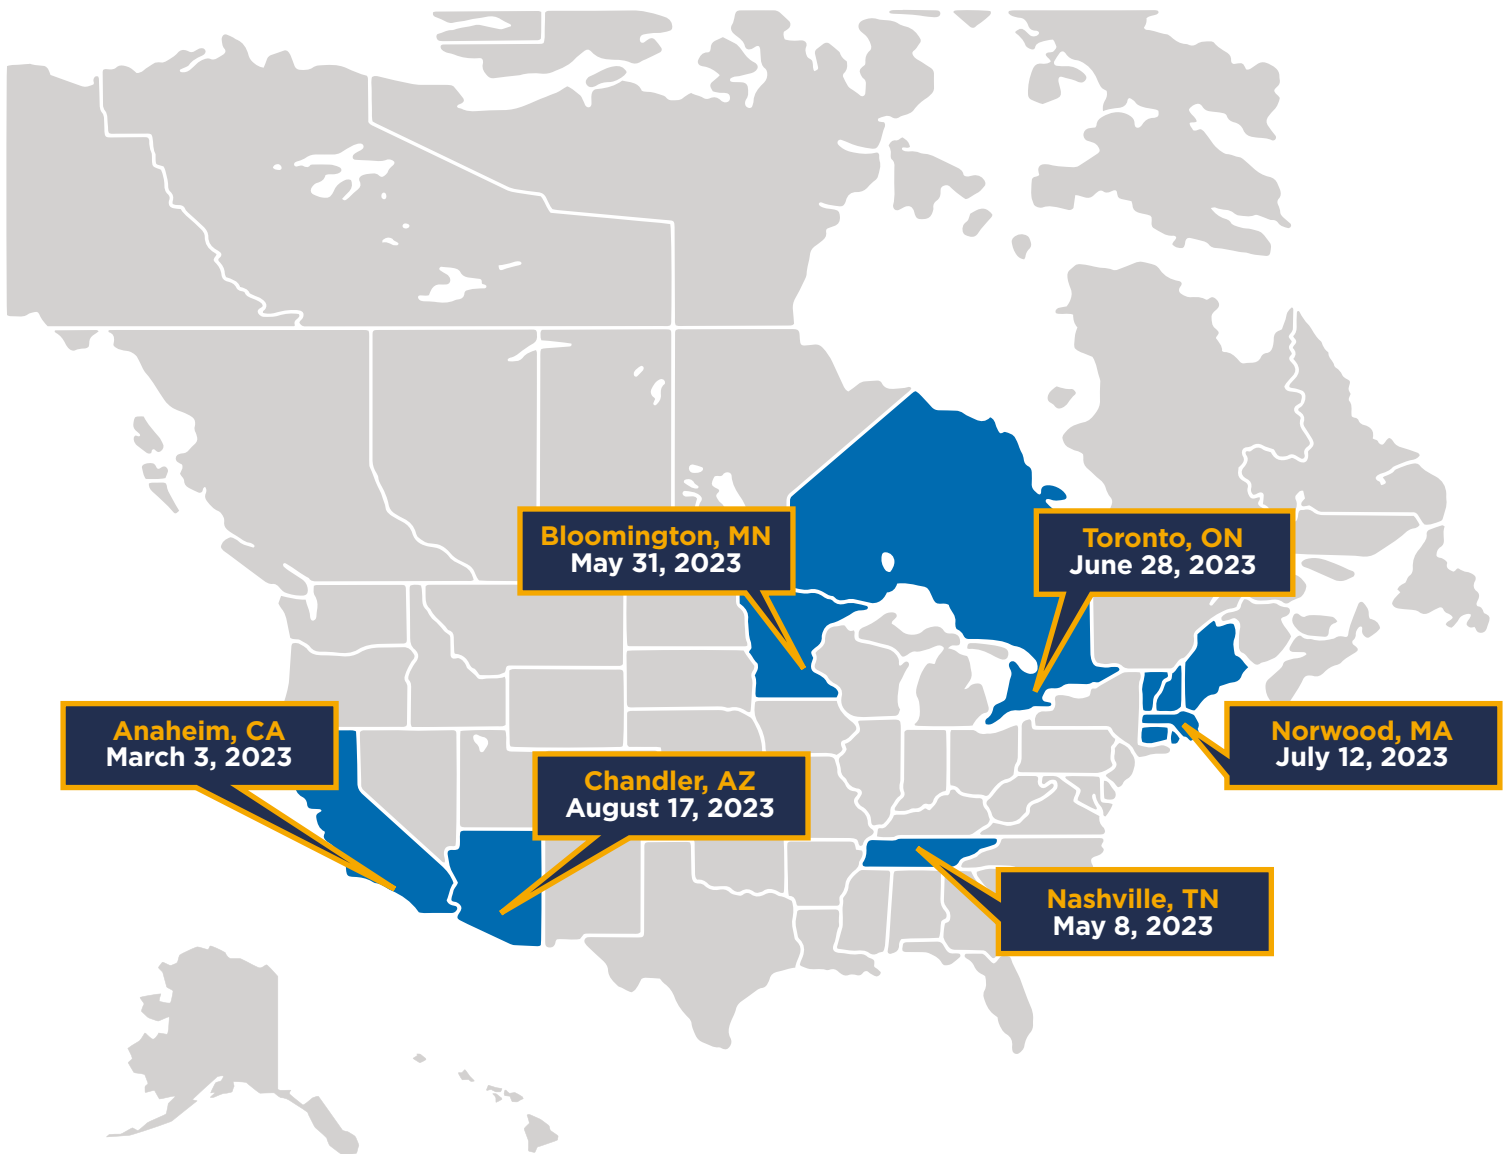 Bloomington, MN
May 31, 2023
Toronto, ON
June 28, 2023
Anaheim, CA
March 3, 2023
Norwood, MA
July 12, 2023
Chandler, AZ
August 17, 2023
Nashville, TN
May 8, 2023